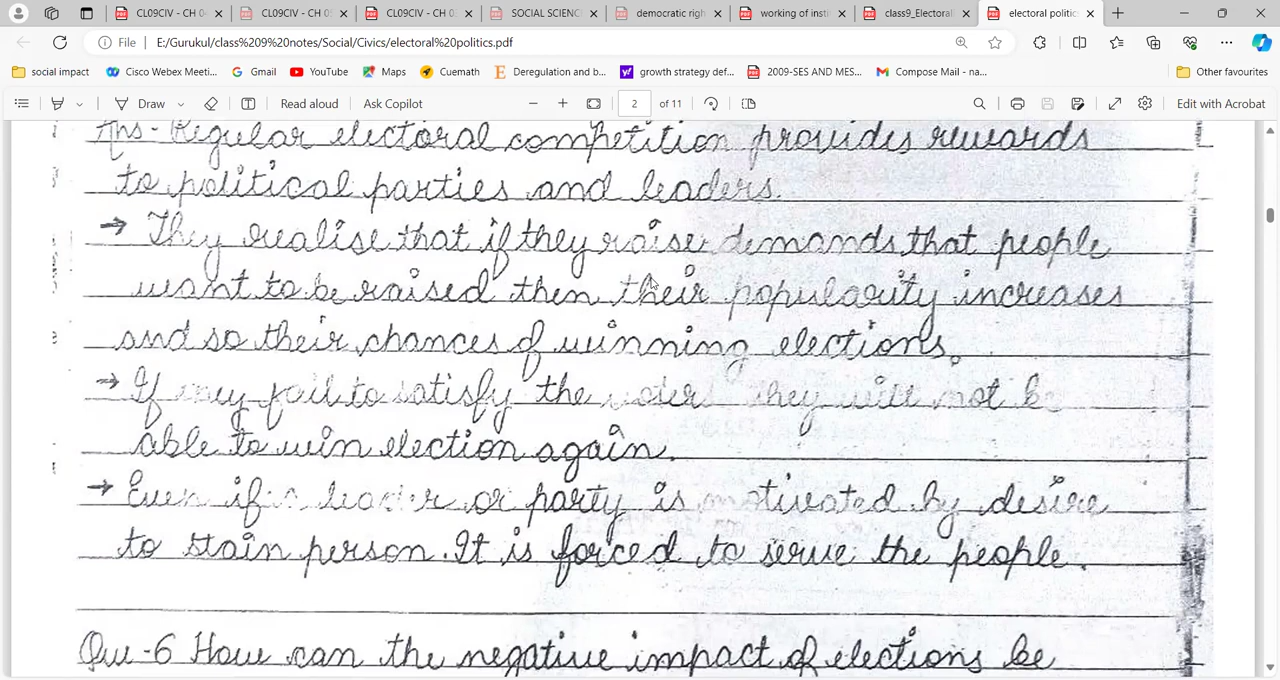 CL09CIV - CH 0 CL09CIV - CH 0 CL09CIV - CH 0 SOCIAL SCIENC democratic righ working of insti class9_Electoral electoral politic
File E:/Gurukul/class%209%20notes/Social/Civics/electoral%20politics.pdf
social impact Cisco Webex Meeti... Gmail YouTube Maps Cuemath Deregulation and b... growth strategy def... 2009-SES AND MES... Compose Mail - na... Other favourites
Draw Read aloud Ask Copilot 2 of 11 Edit with Acrobat
Ans- Regular electoral competition provides rewards
to political parties and leaders.
→ They realise that if they raise demands that people
want to be raised then their popularity increases
and so their chances of winning elections.
→ If they fail to satisfy the voters they will not be
able to win election again.
→ Even if a leader or party is motivated by desire
to stain person. It is forced to serve the people.
Que-6 How can the negative impact of elections be